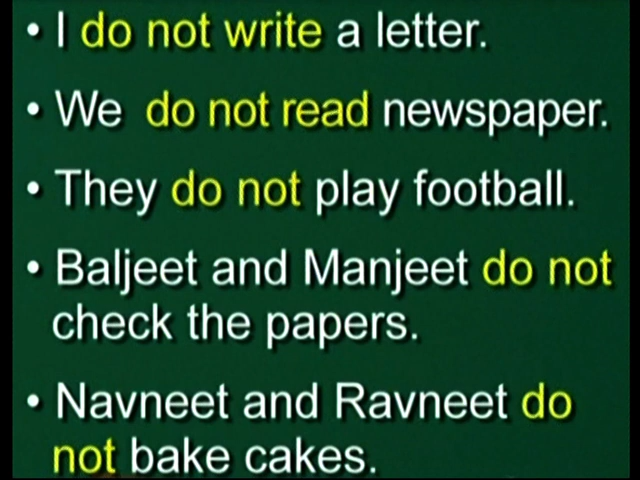 • I do not write a letter.
• We do not read newspaper.
• They do not play football.
• Baljeet and Manjeet do not
check the papers.
• Navneet and Ravneet do
not bake cakes.